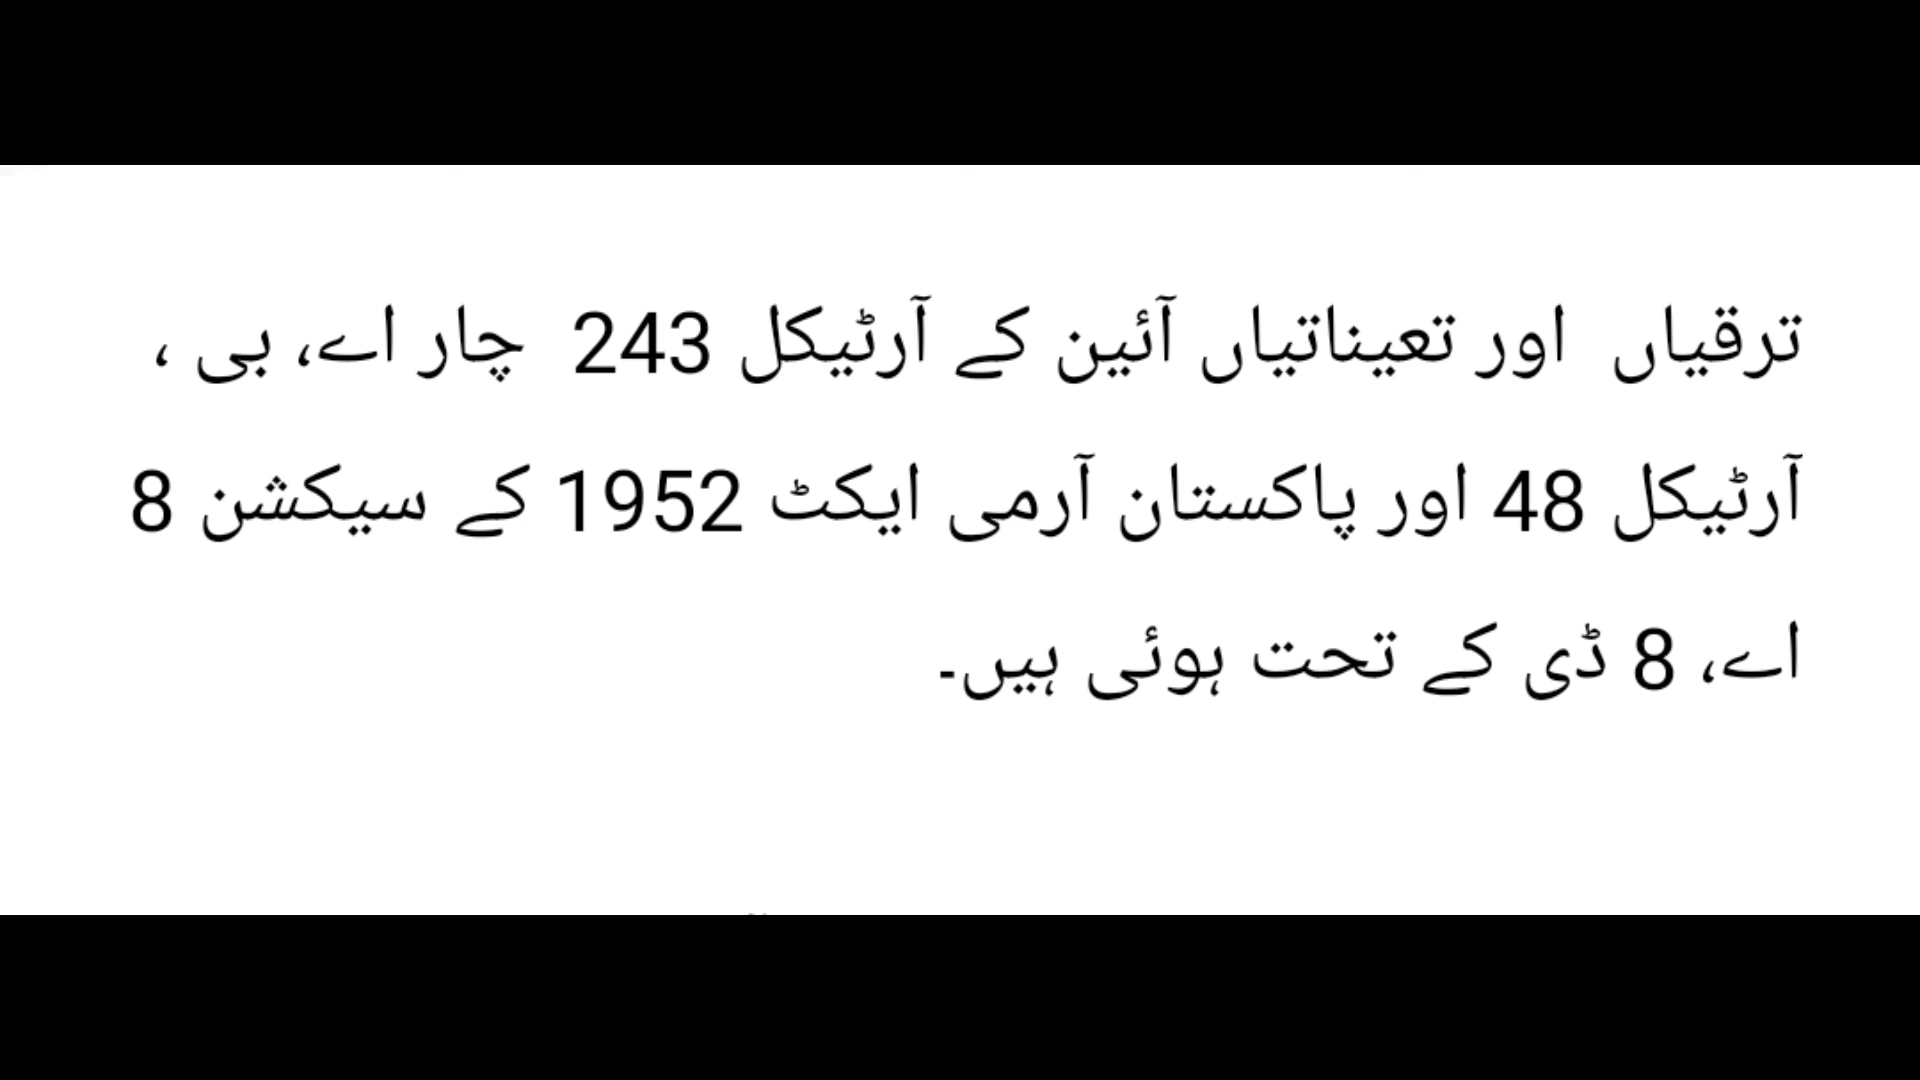 ترقیاں اور تعیناتیاں آئین کے آرٹیکل 243 چار اے، بی ،
آرٹیکل 48 اور پاکستان آرمی ایکٹ 1952 کے سیکشن 8
اے، 8 ڈی کے تحت ہوئی ہیں۔